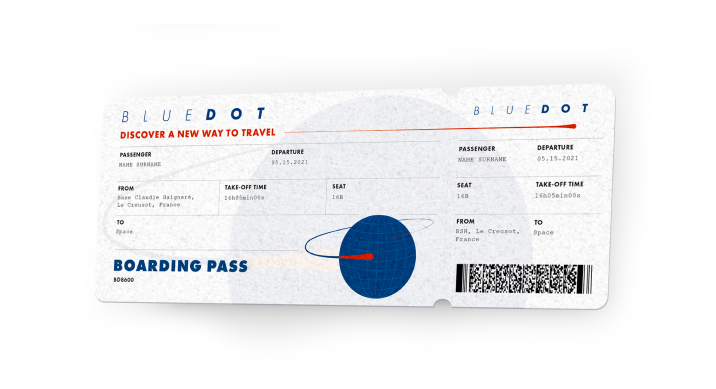 BLUEDOT
DISCOVER A NEW WAY TO TRAVEL
PASSENGER
NAME SURNAME
DEPARTURE
05.15.2021
FROM
Base Claudie Haigneré,
Le Creusot, France
TAKE-OFF TIME
16h05min00s
SEAT
16B
TO
Space
BOARDING PASS
BD8600
BLUEDOT
PASSENGER
NAME SURNAME
DEPARTURE
05.15.2021
SEAT
16B
TAKE-OFF TIME
16h05min00s
FROM
BSH, Le Creusot,
France
TO
Space